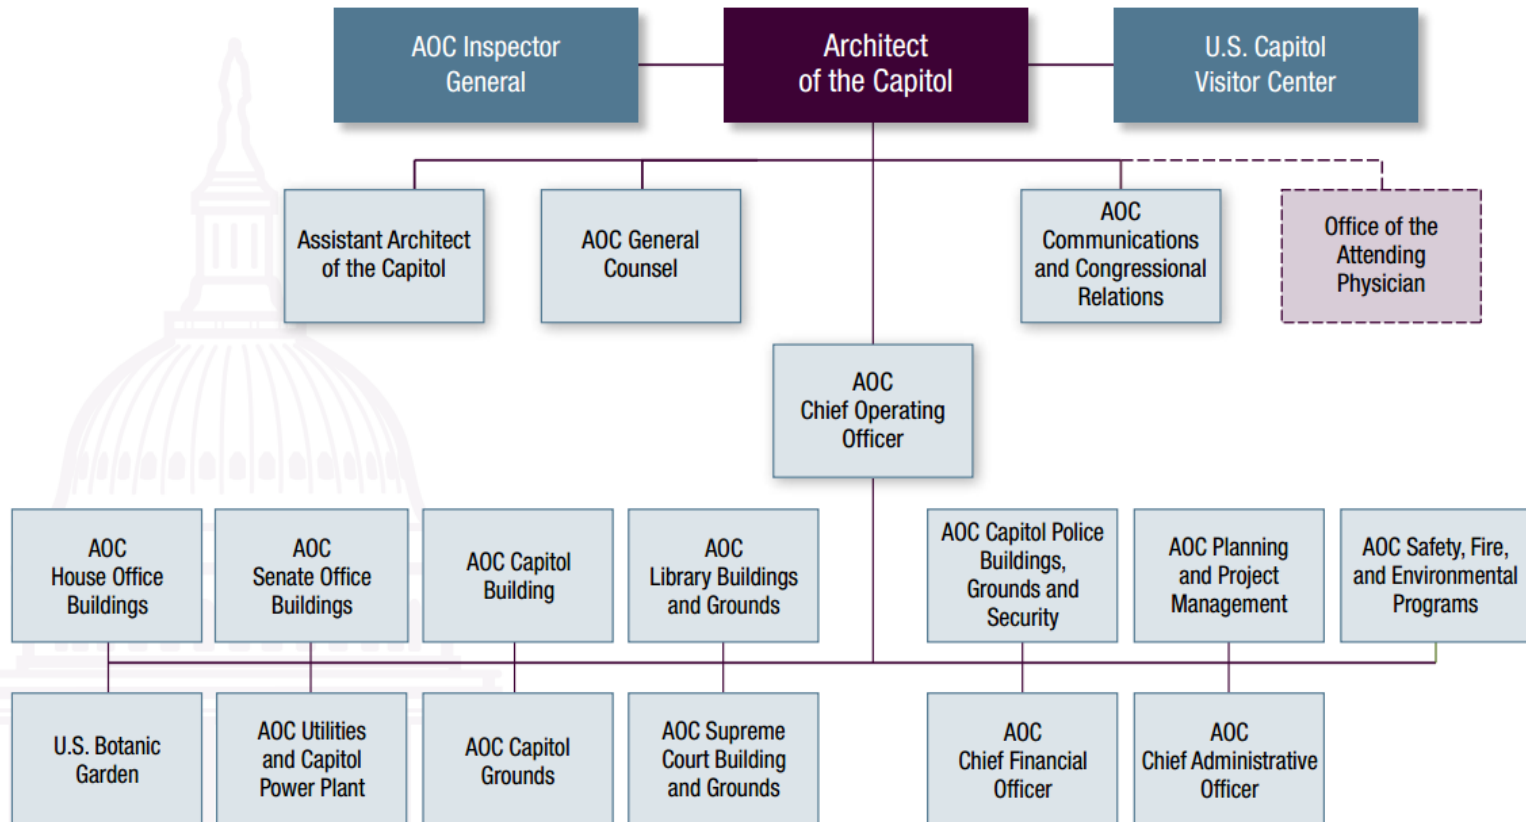 AOC Inspector
General
Architect
of the Capitol
U.S. Capitol
Visitor Center
Assistant Architect
of the Capitol
AOC General
Counsel
AOC
Communications
and Congressional
Relations
Office of the
Attending
Physician
AOC
Chief Operating
Officer
AOC
House Office
Buildings
AOC
Senate Office
Buildings
AOC Capitol
Building
AOC
Library Buildings
and Grounds
AOC Capitol Police
Buildings,
Grounds and
Security
AOC Planning
and Project
Management
AOC Safety, Fire,
and Environmental
Programs
U.S. Botanic
Garden
AOC Utilities
and Capitol
Power Plant
AOC Capitol
Grounds
AOC Supreme
Court Building
and Grounds
AOC
Chief Financial
Officer
AOC
Chief Administrative
Officer